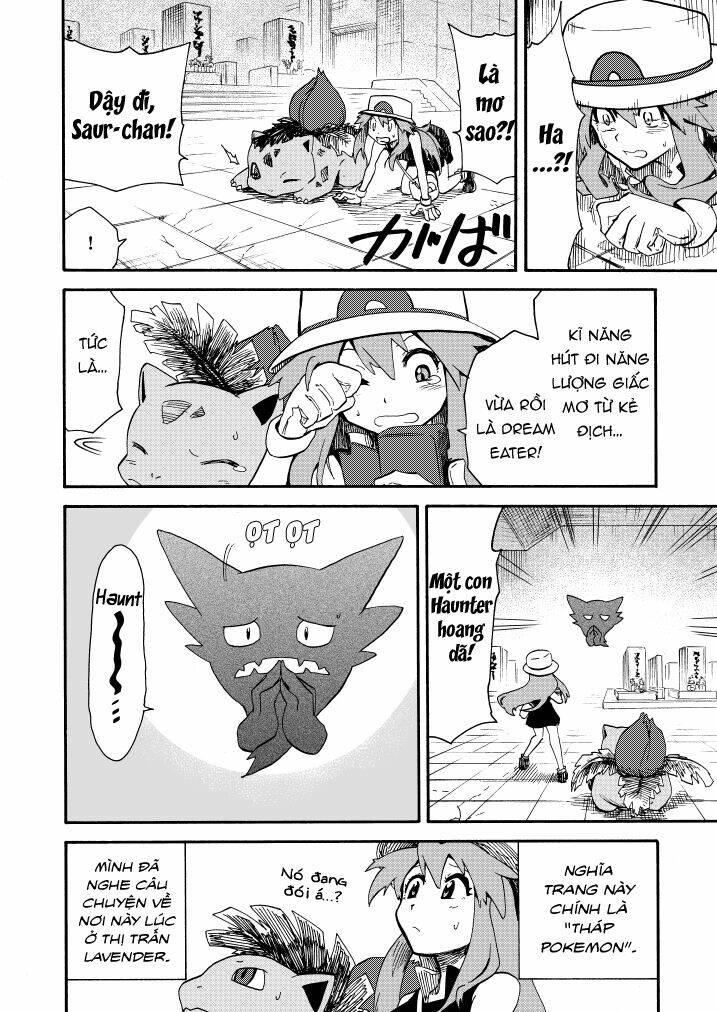 Ha
...?!
Là
mơ
sao?!
Dậy đi,
Saur-chan!
ガバ
!
KĨ NĂNG
HÚT ĐI NĂNG
LƯỢNG GIẤC
MƠ TỪ KẺ
ĐỊCH...
VỪA RỒI
LÀ DREAM
EATER!
TỨC
LÀ...
Một con
Haunter
hoang
dã!
ỌT ỌT
Haunt
NGHĨA
TRANG NÀY
CHÍNH LÀ
"THÁP
POKEMON".
Nó đang
đói á...?
MÌNH ĐÃ
NGHE CÂU
CHUYỆN VỀ
NƠI NÀY LÚC
Ở THỊ TRẤN
LAVENDER.